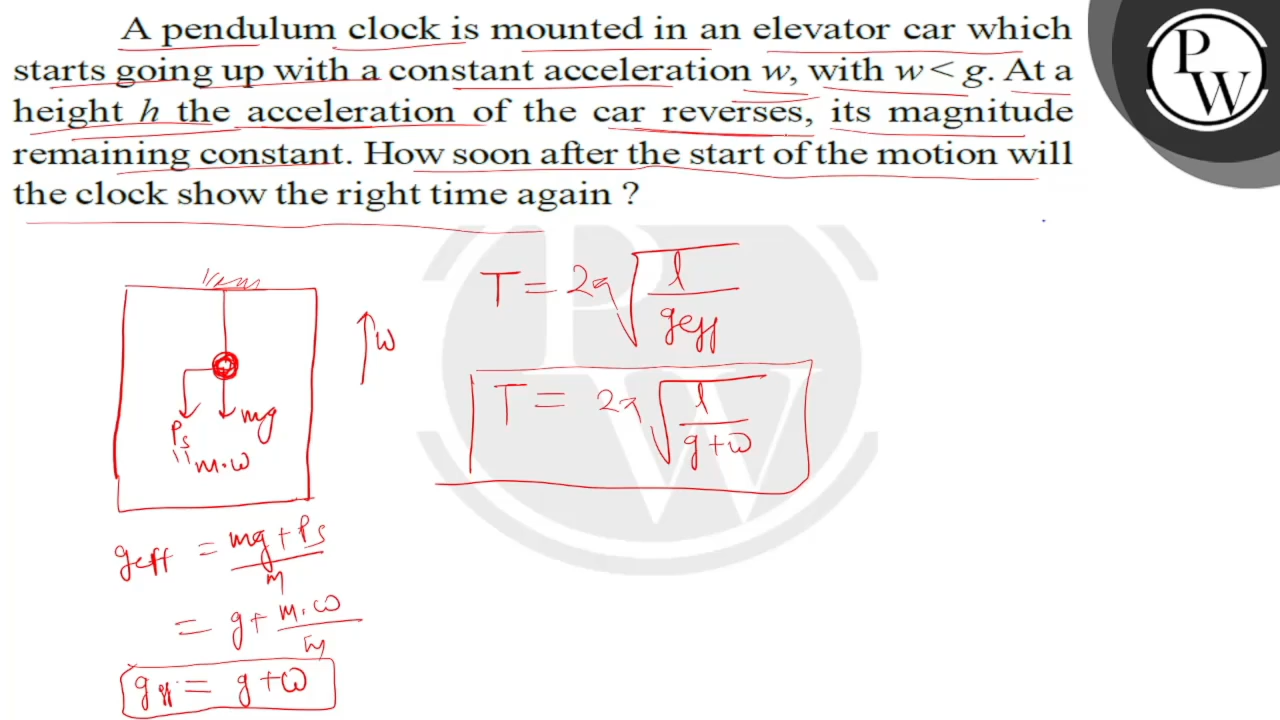 A pendulum clock is mounted in an elevator car which
starts going up with a constant acceleration w, with w < g. At a
height h the acceleration of the car reverses, its magnitude
remaining constant. How soon after the start of the motion will
the clock show the right time again ?
P
W
T = 2π√(l/geff)
ω
T = 2π√(l/(g+ω))
mg
Ps
" m.ω
geff = (mg + Ps)/m
= g + (m.ω)/m
geff = g + ω
P
W